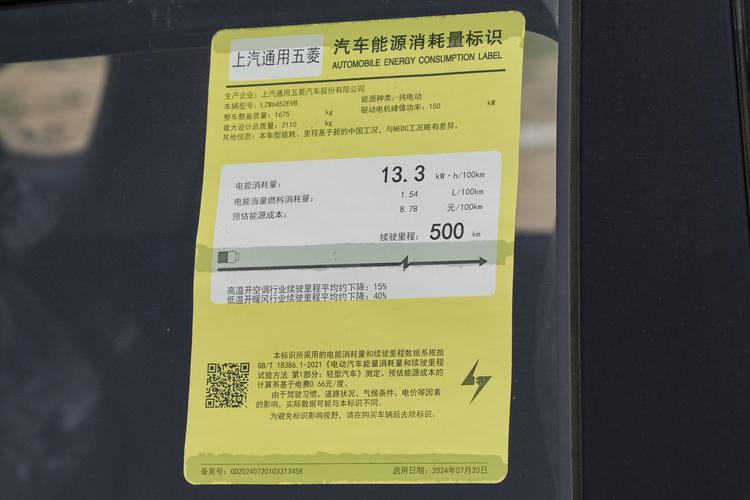 上汽通用五菱
汽车能源消耗量标识
AUTOMOBILE ENERGY CONSUMPTION LABEL
生产企业：上汽通用五菱汽车股份有限公司
车辆型号：LZW6452EVB 能源种类：纯电动
整车整备质量：1675 kg 驱动电机峰值功率：150 kW
最大设计总质量：2110 kg
其他信息：本车型能耗、里程基于新的中国工况，与NEDC工况略有差异。
电能消耗量： 13.3 kW·h/100km
电能当量燃料消耗量： 1.54 L/100km
预估能源成本： 8.78 元/100km
续驶里程： 500 km
高温开空调行业续驶里程平均约下降：15%
低温开暖风行业续驶里程平均约下降：40%
本标识所采用的电能消耗量和续驶里程数据系根据
GB/T 18386.1-2021《电动汽车能量消耗量和续驶里程
试验方法 第1部分：轻型汽车》测定。预估能源成本的
计算系基于电费0.66元/度。
由于驾驶习惯、道路状况、气候条件、电价等因素
的影响，实际数据可能与本标识不同。
为避免标识影响视野，请在购买车辆后去除标识。
备案号：GD20240720103313458 启用日期：2024年07月20日